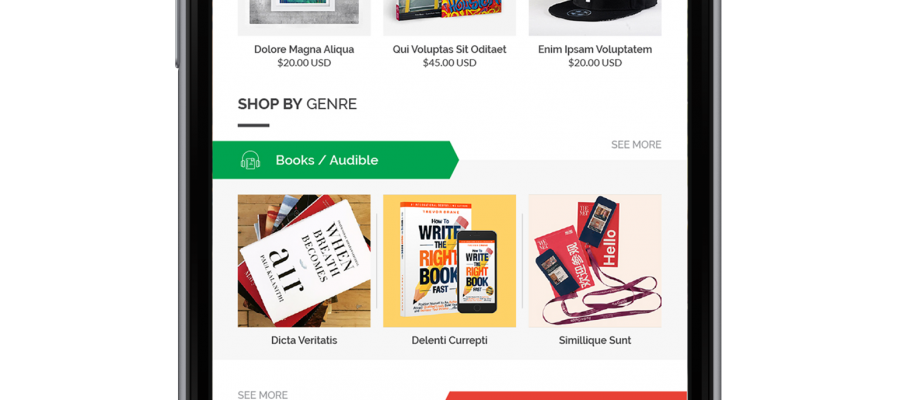 Dolore Magna Aliqua
$20.00 USD
Qui Voluptas Sit Oditaet
$45.00 USD
Enim Ipsam Voluptatem
$20.00 USD
SHOP BY GENRE
SEE MORE
Books / Audible
WHEN
BREATH
BECOMES
air
PAUL KALANITHI
TREVOR CRANE
How To
WRITE
THE
RIGHT
BOOK
FAST
How To
WRITE
THE
RIGHT
BOOK
FAST
Hello
Dicta Veritatis
Delenti Currepti
Simillique Sunt
SEE MORE